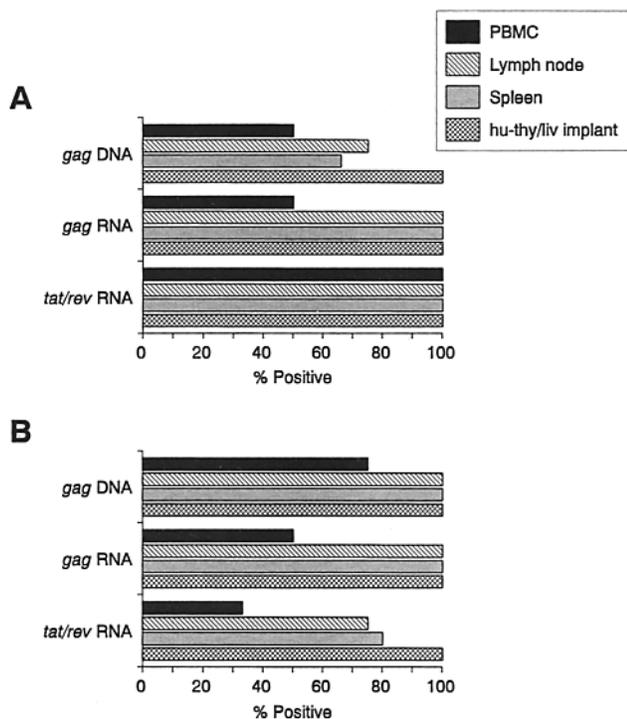 PBMC
Lymph node
Spleen
hu-thy/liv implant
A
gag DNA
gag RNA
tat/rev RNA
0 20 40 60 80 100
% Positive
B
gag DNA
gag RNA
tat/rev RNA
0 20 40 60 80 100
% Positive